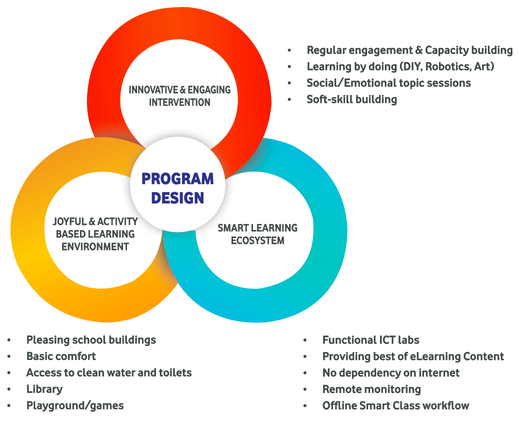 INNOVATIVE & ENGAGING
INTERVENTION
• Regular engagement & Capacity building
• Learning by doing (DIY, Robotics, Art)
• Social/Emotional topic sessions
• Soft-skill building
PROGRAM
DESIGN
JOYFUL & ACTIVITY
BASED LEARNING
ENVIRONMENT
SMART LEARNING
ECOSYSTEM
• Pleasing school buildings
• Basic comfort
• Access to clean water and toilets
• Library
• Playground/games
• Functional ICT labs
• Providing best of eLearning Content
• No dependency on internet
• Remote monitoring
• Offline Smart Class workflow